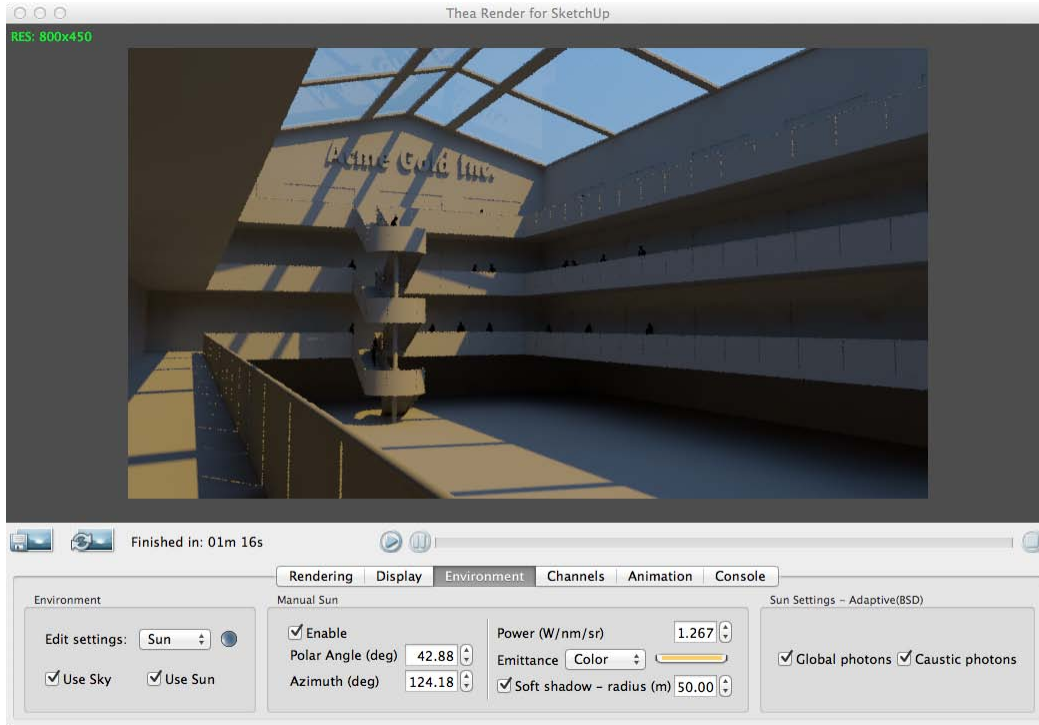 Thea Render for SketchUp
RES: 800x450
Acme Gold Inc.
Finished in: 01m 16s
Rendering Display Environment Channels Animation Console
Environment
Edit settings: Sun
Use Sky Use Sun
Manual Sun
Enable
Polar Angle (deg) 42.88
Azimuth (deg) 124.18
Power (W/nm/sr) 1.267
Emittance Color
Soft shadow - radius (m) 50.00
Sun Settings - Adaptive(BSD)
Global photons Caustic photons